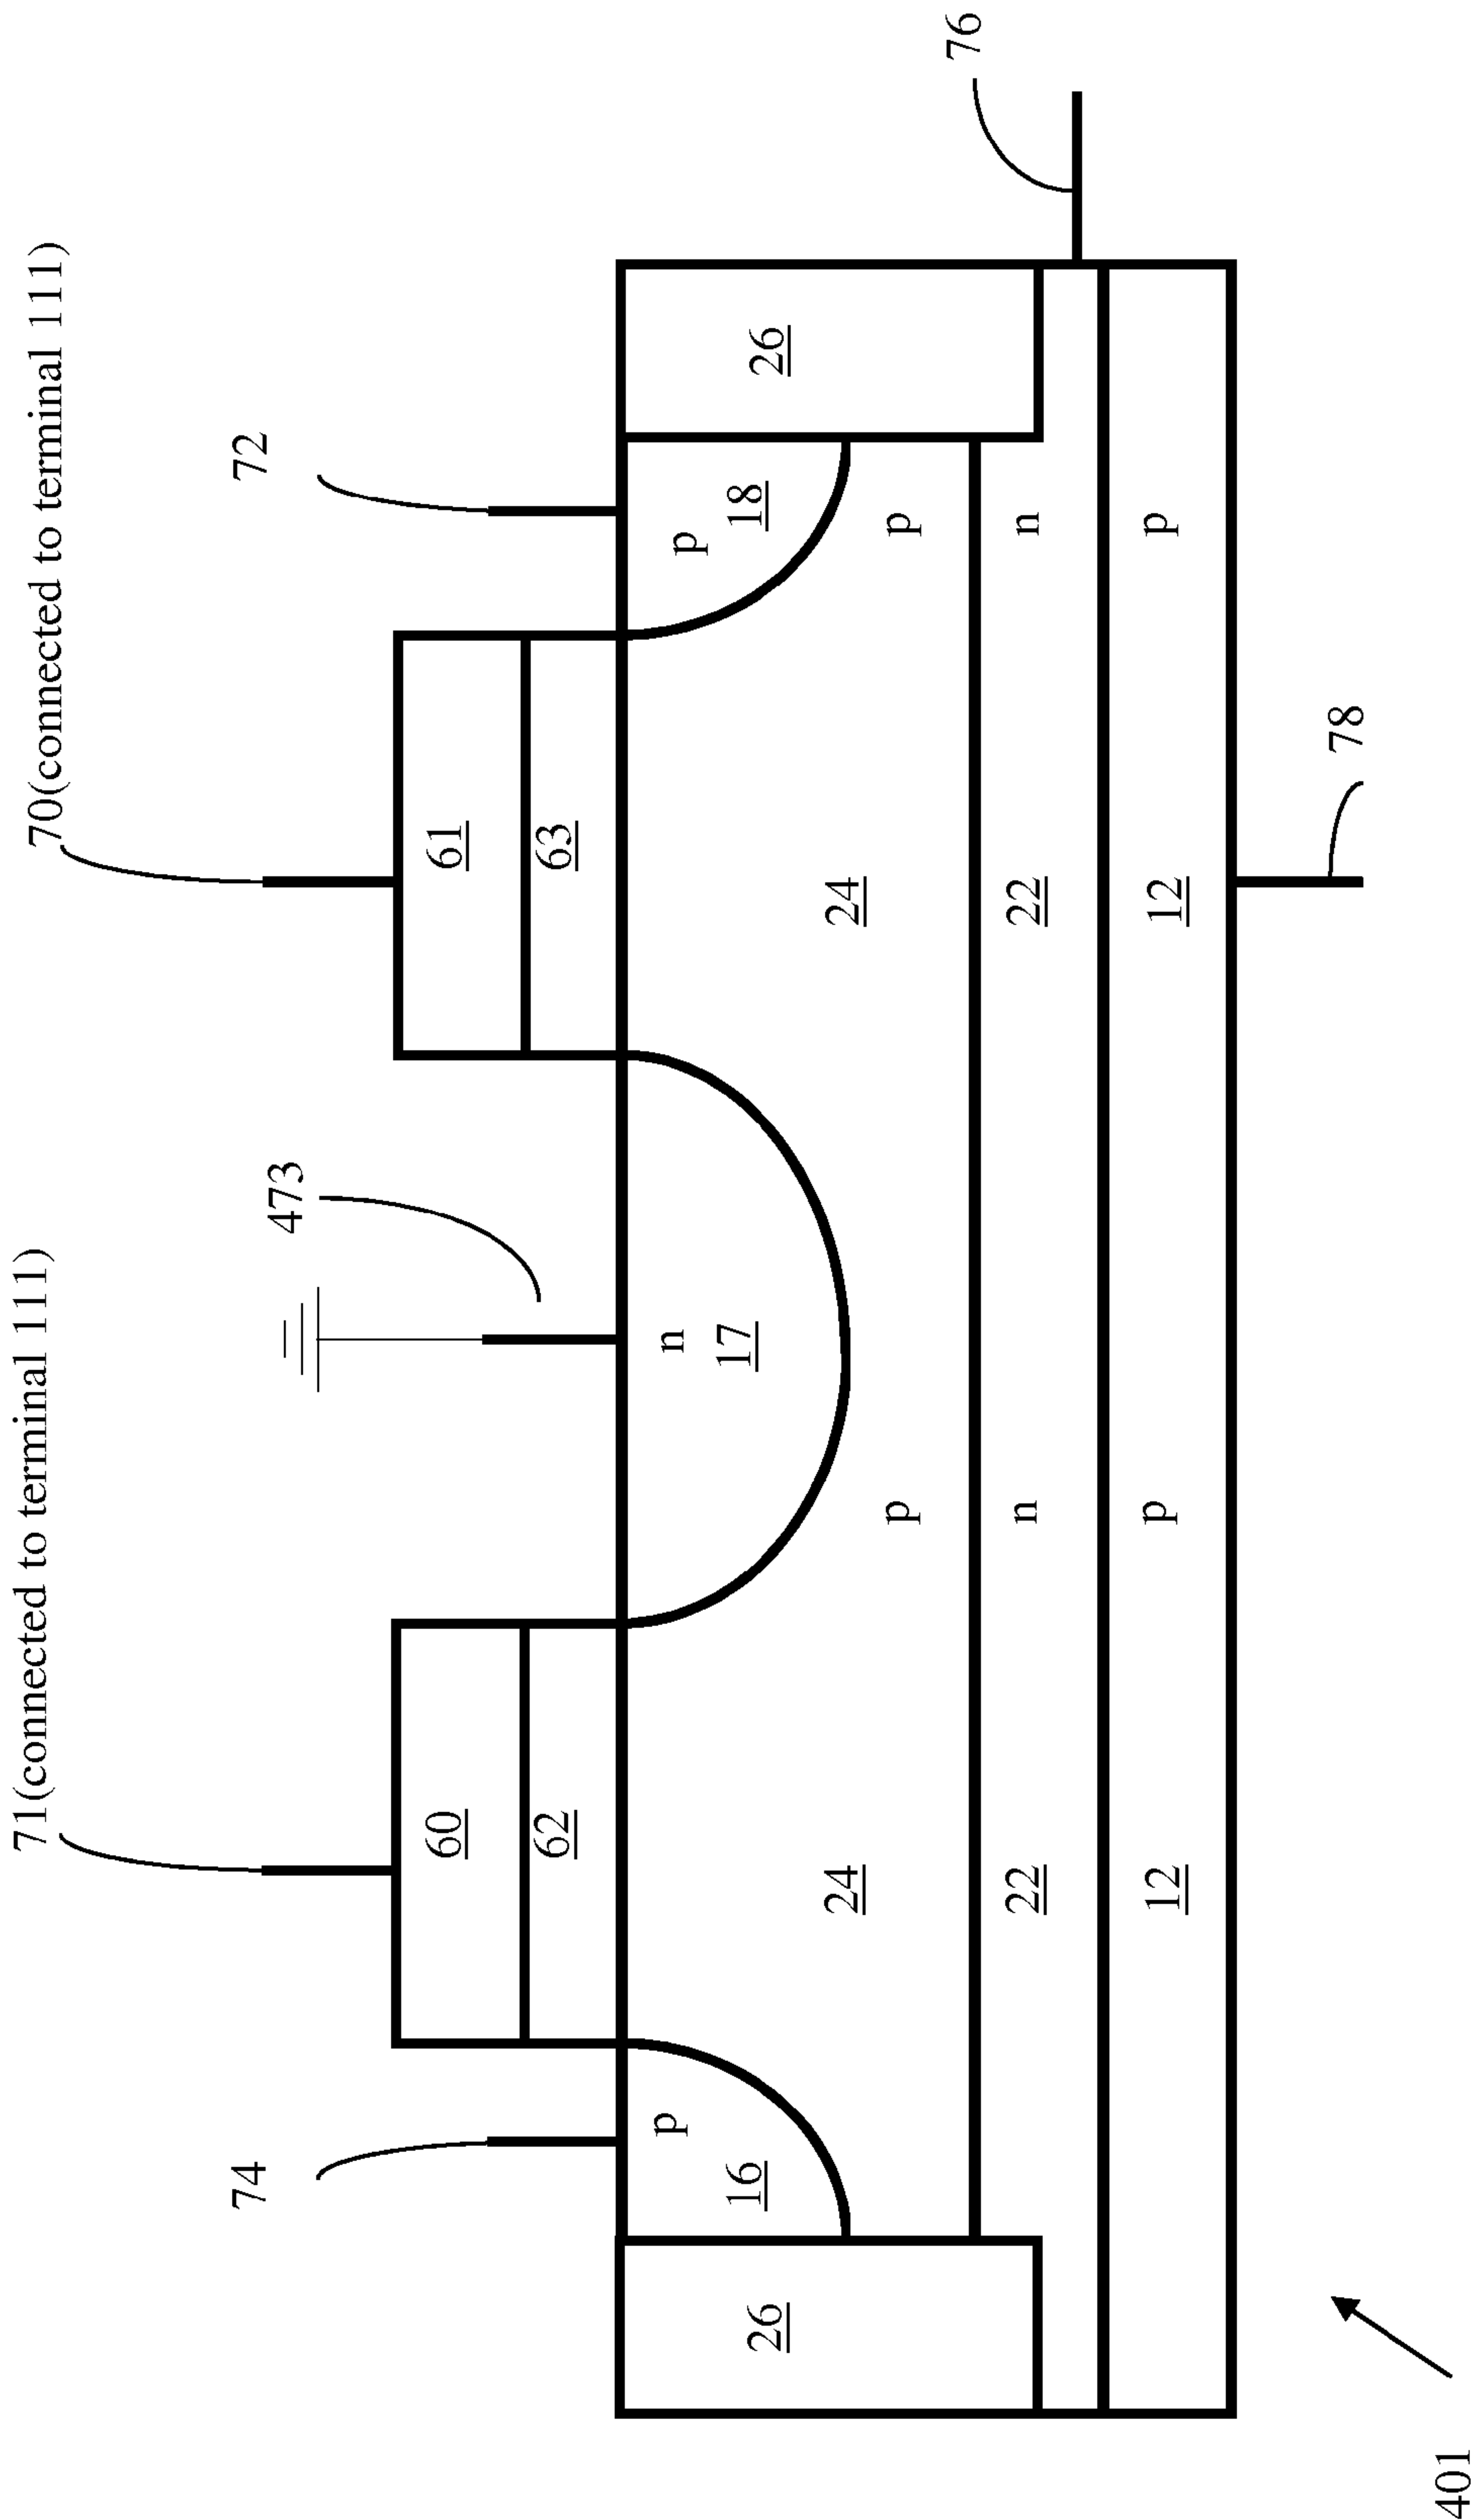 71(connected to terminal 111)
70(connected to terminal 111)
74
473
72
60
61
62
63
p
n
p
16
17
18
26
26
24
24
p
p
76
22
n
n
22
12
p
p
12
78
401